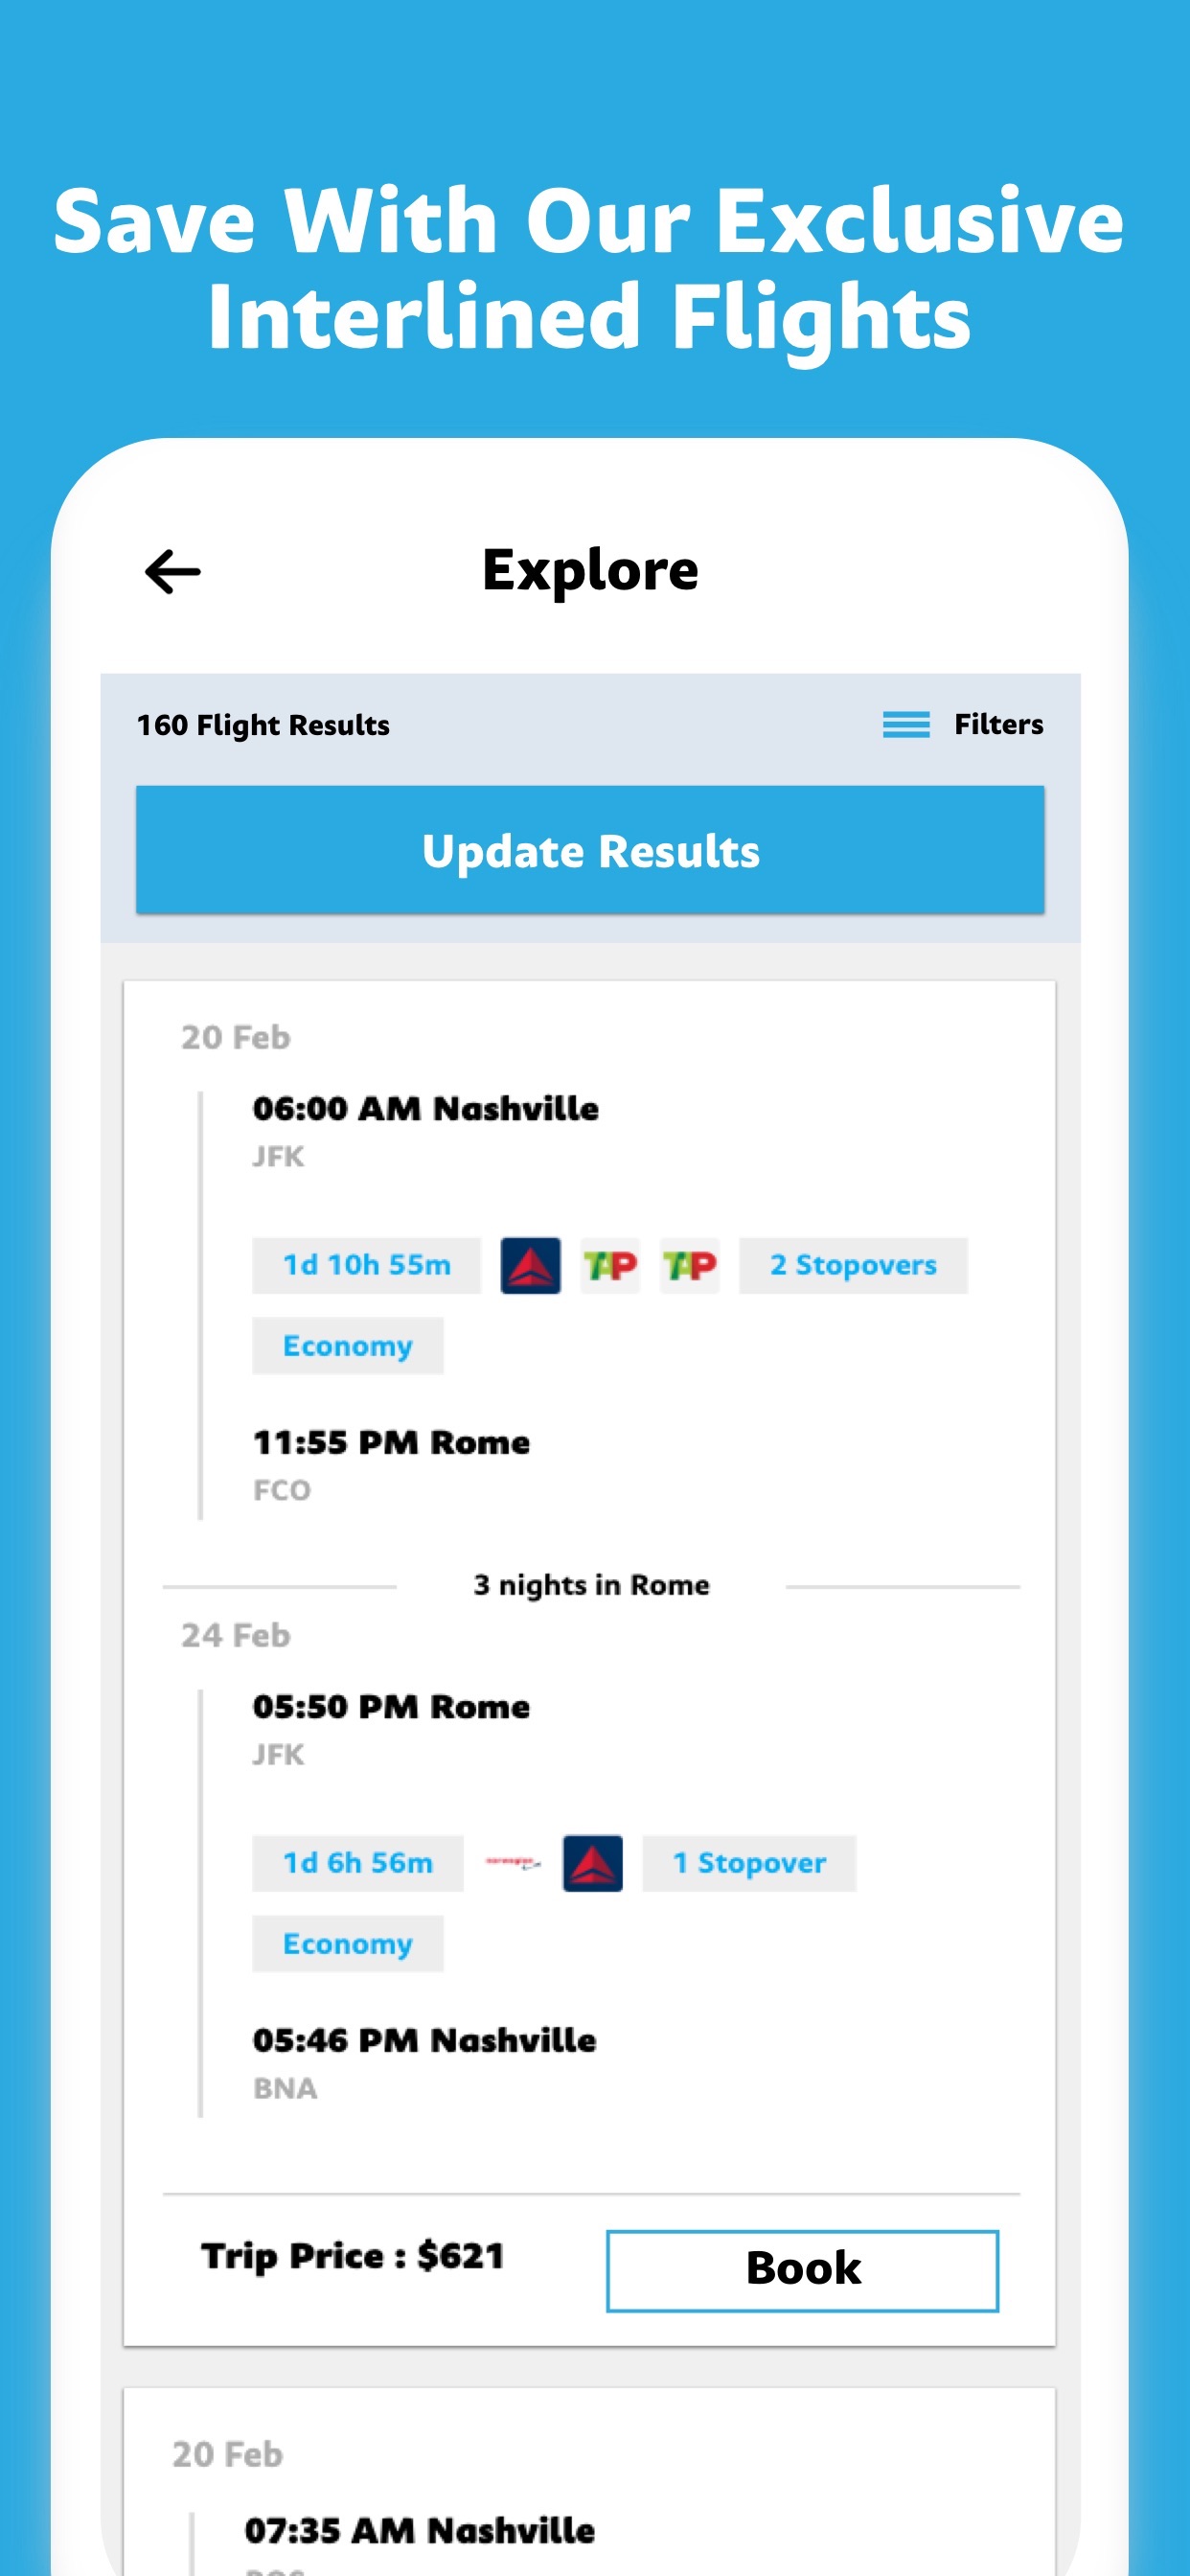 Save With Our Exclusive
Interlined Flights
Explore
160 Flight Results
Filters
Update Results
20 Feb
06:00 AM Nashville
JFK
1d 10h 55m
TAP
TAP
2 Stopovers
Economy
11:55 PM Rome
FCO
3 nights in Rome
24 Feb
05:50 PM Rome
JFK
1d 6h 56m
norwegian
1 Stopover
Economy
05:46 PM Nashville
BNA
Trip Price : $621
Book
20 Feb
07:35 AM Nashville